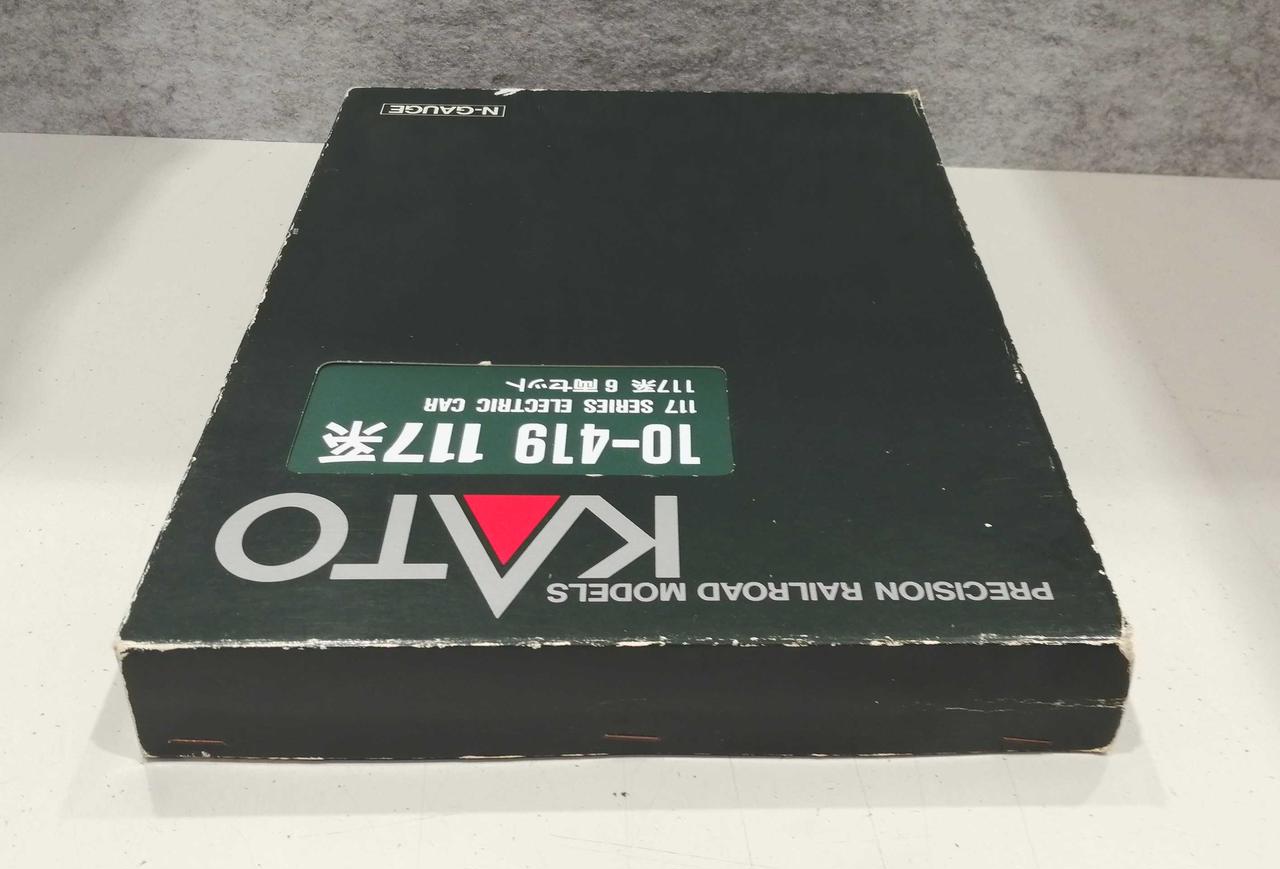 PRECISION RAILROAD MODELS
KATO
10-419 117系
117 SERIES ELECTRIC CAR
117系 6両セット
N-GAUGE